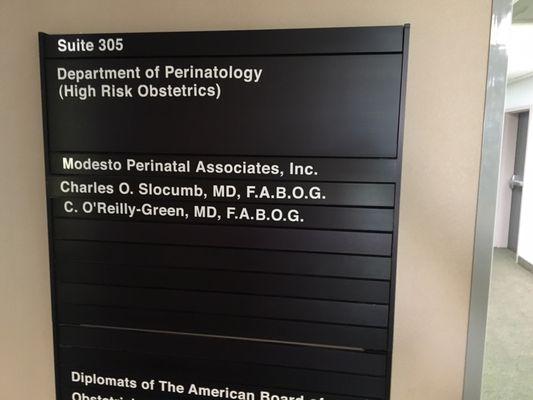 Suite 305
Department of Perinatology
(High Risk Obstetrics)
Modesto Perinatal Associates, Inc.
Charles O. Slocumb, MD, F.A.B.O.G.
C. O'Reilly-Green, MD, F.A.B.O.G.
Diplomats of The American Board of